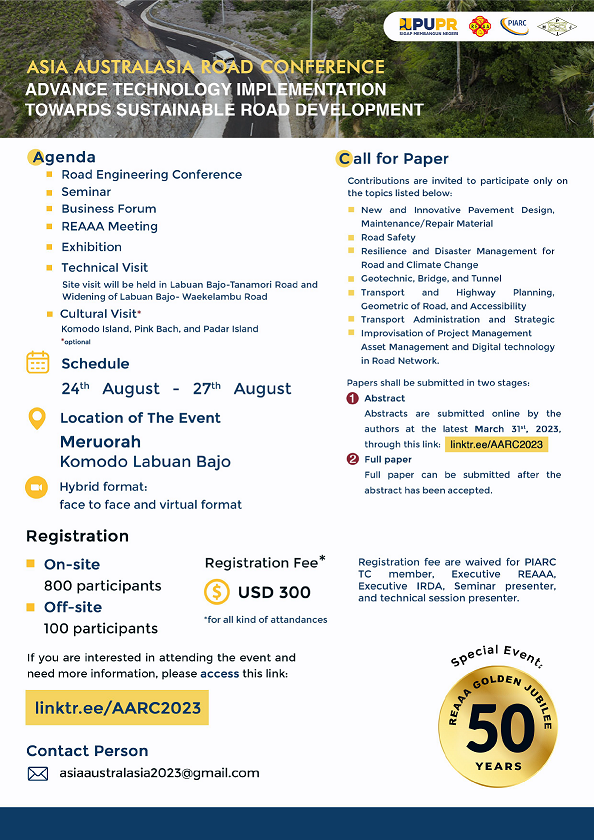 PUPR
SIGAP MEMBANGUN NEGERI
PIARC
ASIA AUSTRALASIA ROAD CONFERENCE
ADVANCE TECHNOLOGY IMPLEMENTATION
TOWARDS SUSTAINABLE ROAD DEVELOPMENT
Agenda
Road Engineering Conference
Seminar
Business Forum
REAAA Meeting
Exhibition
Technical Visit
Site visit will be held in Labuan Bajo-Tanamori Road and
Widening of Labuan Bajo- Waekelambu Road
Cultural Visit*
Komodo Island, Pink Bach, and Padar Island
*optional
Schedule
24th August - 27th August
Location of The Event
Meruorah
Komodo Labuan Bajo
Hybrid format:
face to face and virtual format
Call for Paper
Contributions are invited to participate only on
the topics listed below:
New and Innovative Pavement Design,
Maintenance/Repair Material
Road Safety
Resilience and Disaster Management for
Road and Climate Change
Geotechnic, Bridge, and Tunnel
Transport and Highway Planning,
Geometric of Road, and Accessibility
Transport Administration and Strategic
Improvisation of Project Management
Asset Management and Digital technology
in Road Network.
Papers shall be submitted in two stages:
1 Abstract
Abstracts are submitted online by the
authors at the latest March 31st, 2023,
through this link: linktr.ee/AARC2023
2 Full paper
Full paper can be submitted after the
abstract has been accepted.
Registration
On-site
800 participants
Off-site
100 participants
Registration Fee*
$ USD 300
*for all kind of attandances
Registration fee are waived for PIARC
TC member, Executive REAAA,
Executive IRDA, Seminar presenter,
and technical session presenter.
If you are interested in attending the event and
need more information, please access this link:
linktr.ee/AARC2023
Contact Person
asiaaustralasia2023@gmail.com
Special Event:
REAAA GOLDEN JUBILEE
50
YEARS